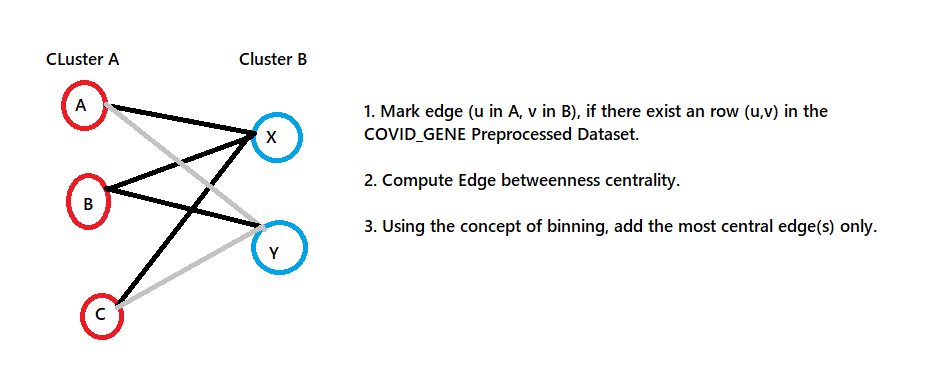 CLuster A
Cluster B
A
X
B
Y
C
1. Mark edge (u in A, v in B), if there exist an row (u,v) in the
COVID_GENE Preprocessed Dataset.
2. Compute Edge betweenness centrality.
3. Using the concept of binning, add the most central edge(s) only.